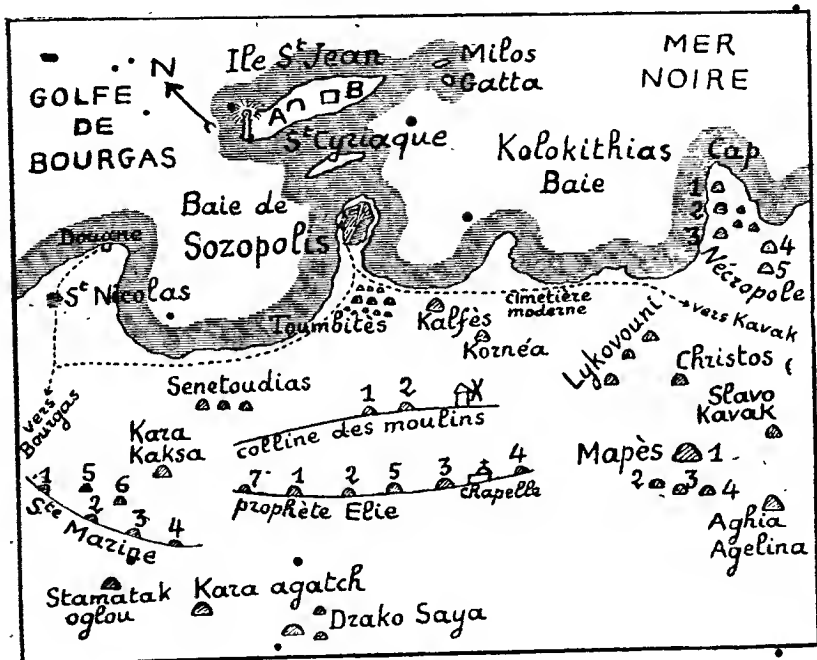 Ile St Jean
Milos
Gatta
MER
NOIRE
N
GOLFE
DE
BOURGAS
A
B
St Cyriaque
Kolokithias
Baie
Cap
1
2
3
4
5
Nécropole
Baie de
Sozopolis
Dougne
St Nicolas
Toumbites
Kalfès
Kornéa
cimetière
moderne
vers Kavak
Lykovouni
Christos
Slavo
Kavak
Senetoudias
1 2
colline des moulins
vers
Bourgas
Kara
Kaksa
Mapès 1
2 3 4
1 5 6
2 3 4
Ste Marine
7 1 2 5 3 4
prophète Elie
chapelle
Aghia
Agelina
Stamatak
oglou
Kara agatch
Drako Saya